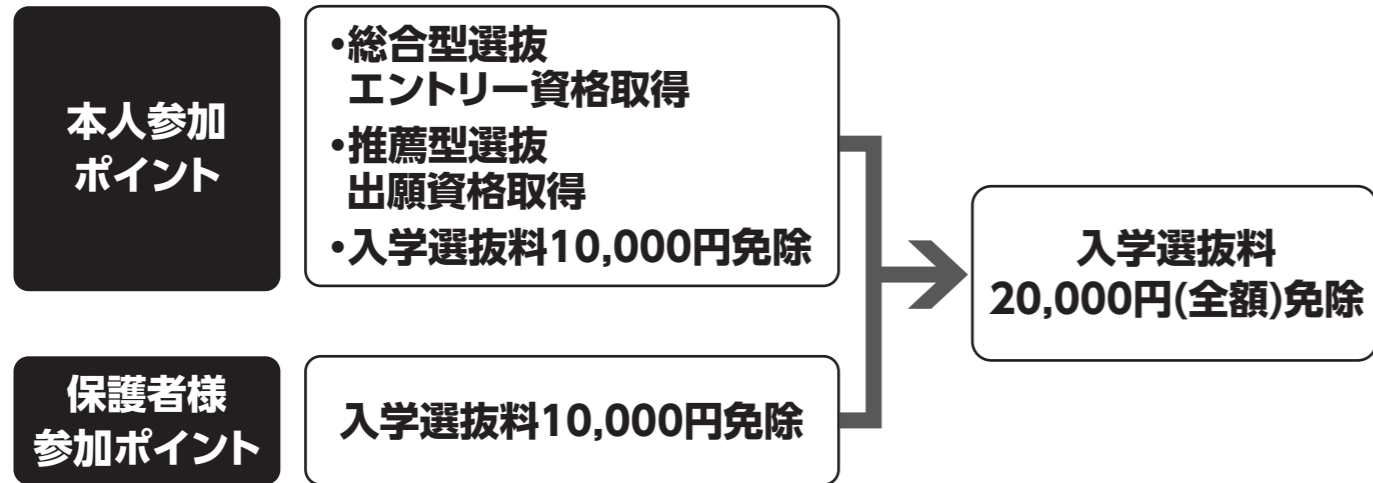 本人参加
ポイント
•総合型選抜
エントリー資格取得
•推薦型選抜
出願資格取得
•入学選抜料10,000円免除
保護者様
参加ポイント
入学選抜料10,000円免除
入学選抜料
20,000円(全額)免除